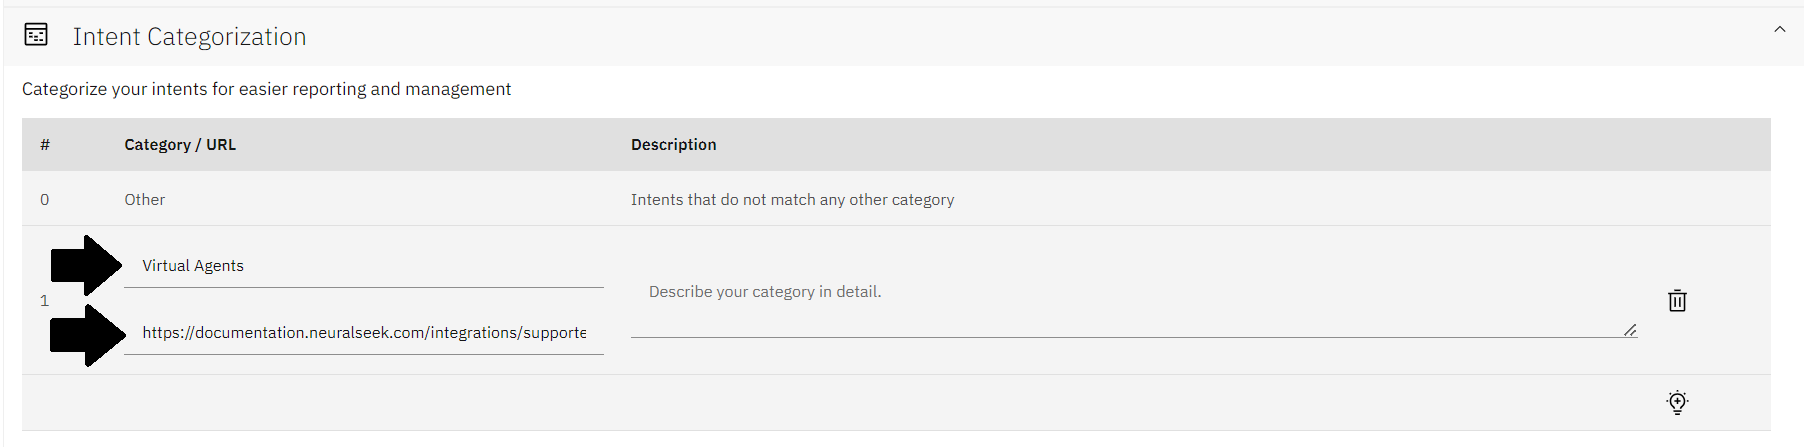 Intent Categorization
Categorize your intents for easier reporting and management
# Category / URL Description
0 Other Intents that do not match any other category
Virtual Agents
Describe your category in detail.
1
https://documentation.neuralseek.com/integrations/supporte